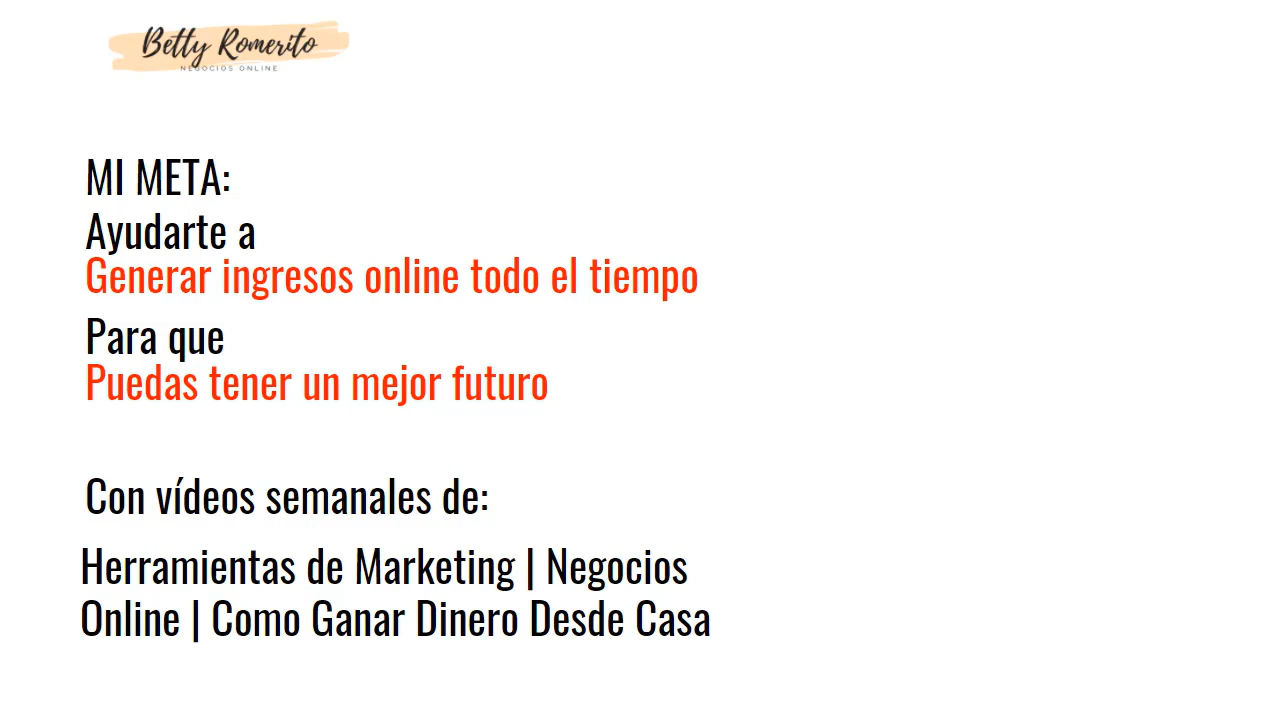 Betty Romerito
NEGOCIOS ONLINE
MI META:
Ayudarte a
Generar ingresos online todo el tiempo
Para que
Puedas tener un mejor futuro
Con vídeos semanales de:
Herramientas de Marketing | Negocios
Online | Como Ganar Dinero Desde Casa